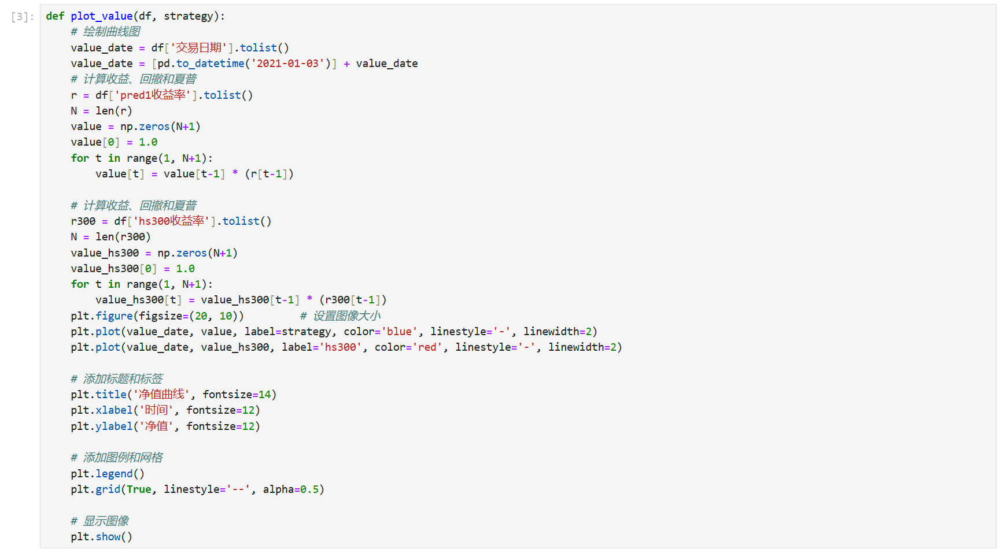 [3]:
def plot_value(df, strategy):
    # 绘制曲线图
    value_date = df['交易日期'].tolist()
    value_date = [pd.to_datetime('2021-01-03')] + value_date
    # 计算收益、回撤和夏普
    r = df['pred1收益率'].tolist()
    N = len(r)
    value = np.zeros(N+1)
    value[0] = 1.0
    for t in range(1, N+1):
        value[t] = value[t-1] * (r[t-1])

    # 计算收益、回撤和夏普
    r300 = df['hs300收益率'].tolist()
    N = len(r300)
    value_hs300 = np.zeros(N+1)
    value_hs300[0] = 1.0
    for t in range(1, N+1):
        value_hs300[t] = value_hs300[t-1] * (r300[t-1])
    plt.figure(figsize=(20, 10))         # 设置图像大小
    plt.plot(value_date, value, label=strategy, color='blue', linestyle='-', linewidth=2)
    plt.plot(value_date, value_hs300, label='hs300', color='red', linestyle='-', linewidth=2)

    # 添加标题和标签
    plt.title('净值曲线', fontsize=14)
    plt.xlabel('时间', fontsize=12)
    plt.ylabel('净值', fontsize=12)

    # 添加图例和网格
    plt.legend()
    plt.grid(True, linestyle='--', alpha=0.5)

    # 显示图像
    plt.show()